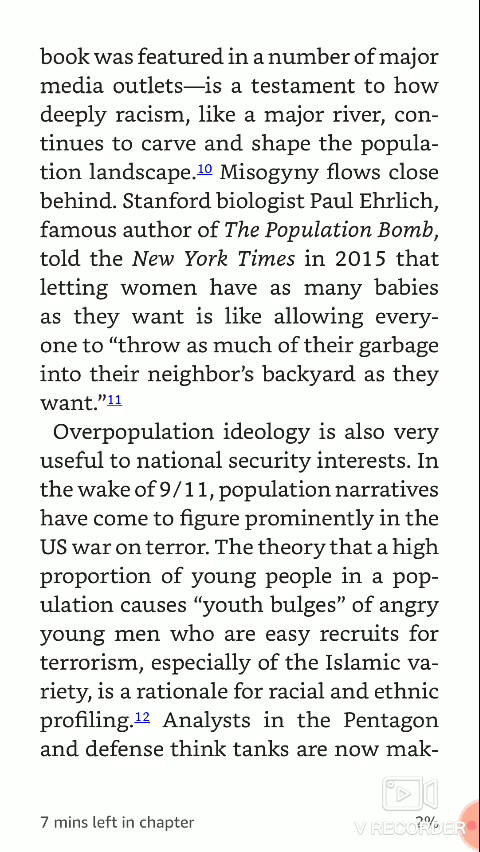 book was featured in a number of major
media outlets—is a testament to how
deeply racism, like a major river, con-
tinues to carve and shape the popula-
tion landscape.10 Misogyny flows close
behind. Stanford biologist Paul Ehrlich,
famous author of The Population Bomb,
told the New York Times in 2015 that
letting women have as many babies
as they want is like allowing every-
one to “throw as much of their garbage
into their neighbor’s backyard as they
want.”11
Overpopulation ideology is also very
useful to national security interests. In
the wake of 9/11, population narratives
have come to figure prominently in the
US war on terror. The theory that a high
proportion of young people in a pop-
ulation causes “youth bulges” of angry
young men who are easy recruits for
terrorism, especially of the Islamic va-
riety, is a rationale for racial and ethnic
profiling.12 Analysts in the Pentagon
and defense think tanks are now mak-
7 mins left in chapter
2%
V RECORDER